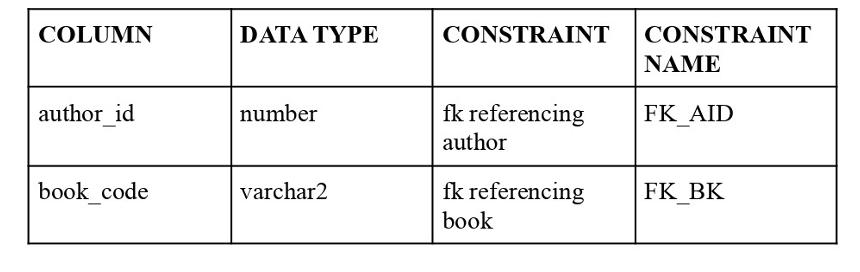 COLUMN DATA TYPE CONSTRAINT CONSTRAINT NAME
author_id number fk referencing author FK_AID
book_code varchar2 fk referencing book FK_BK